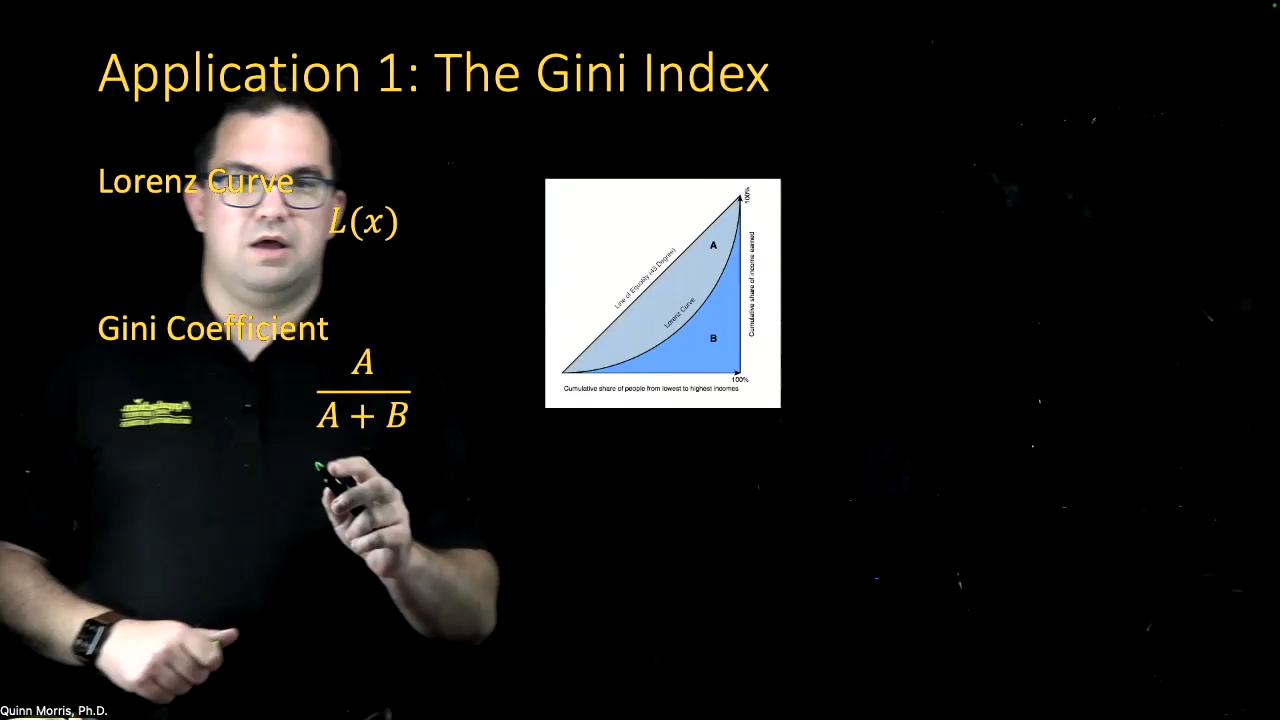 Application 1: The Gini Index
Lorenz Curve
L(x)
Gini Coefficient
A
A + B
100%
A
Line of Equality (45 Degree)
Cumulative share of income earned
Lorenz Curve
B
100%
Cumulative share of people from lowest to highest incomes
Quinn Morris, Ph.D.